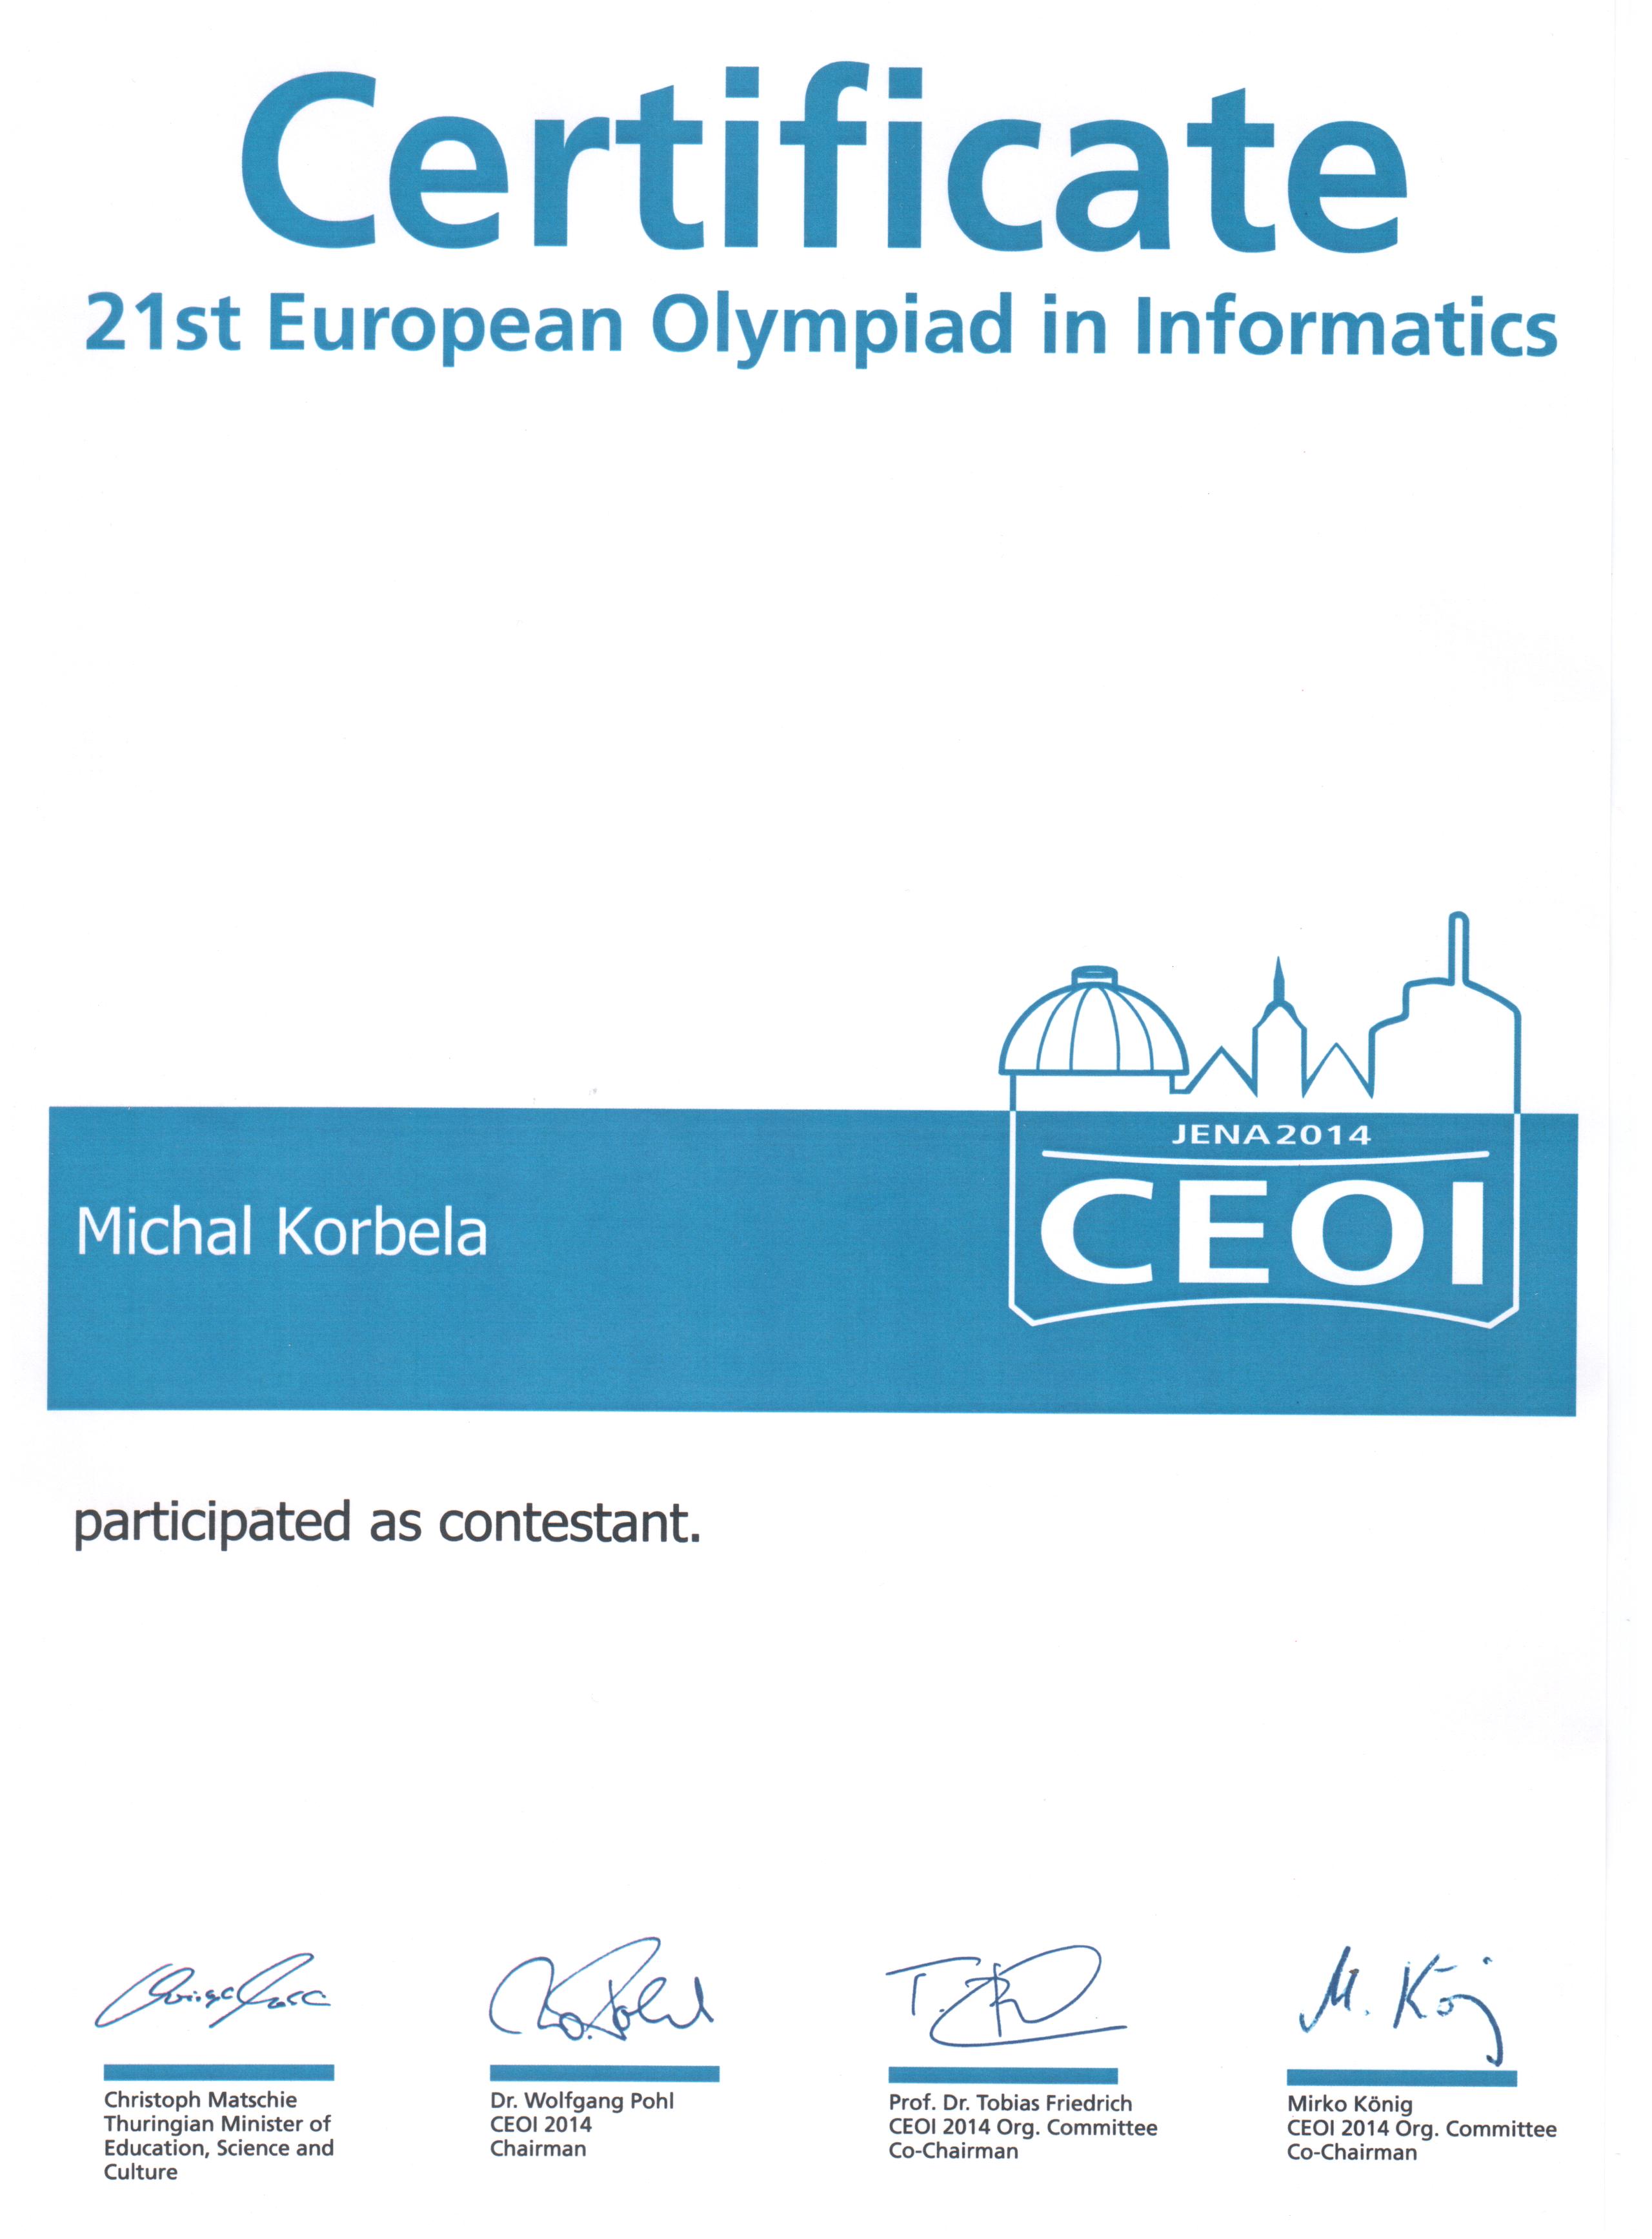 Certificate
21st European Olympiad in Informatics
JENA2014
CEOI
Michal Korbela
participated as contestant.
T.
M. König
Christoph Matschie
Thuringian Minister of
Education, Science and
Culture
Dr. Wolfgang Pohl
CEOI 2014
Chairman
Prof. Dr. Tobias Friedrich
CEOI 2014 Org. Committee
Co-Chairman
Mirko König
CEOI 2014 Org. Committee
Co-Chairman